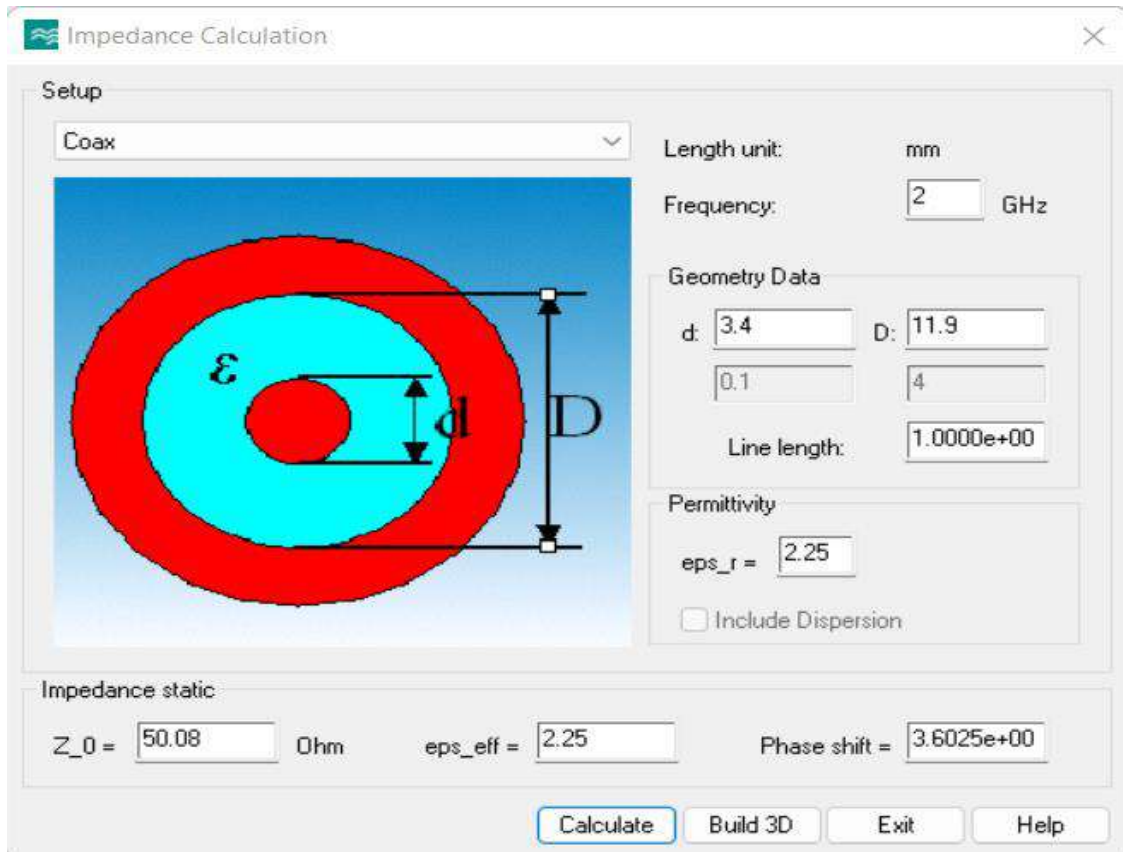 Impedance Calculation
Setup
Coax
Length unit: mm
Frequency: 2 GHz
Geometry Data
d: 3.4 D: 11.9
0.1 4
Line length: 1.0000e+00
Permittivity
eps_r = 2.25
Include Dispersion
ε
d
D
Impedance static
Z_0 = 50.08 Ohm eps_eff = 2.25 Phase shift = 3.6025e+00
Calculate Build 3D Exit Help